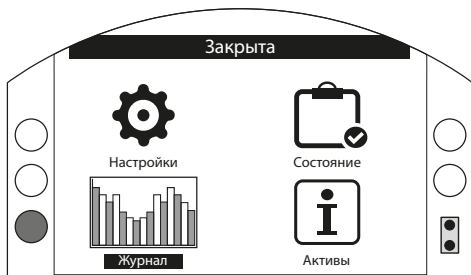 Закрыта
Настройки
Состояние
Журнал
Активы